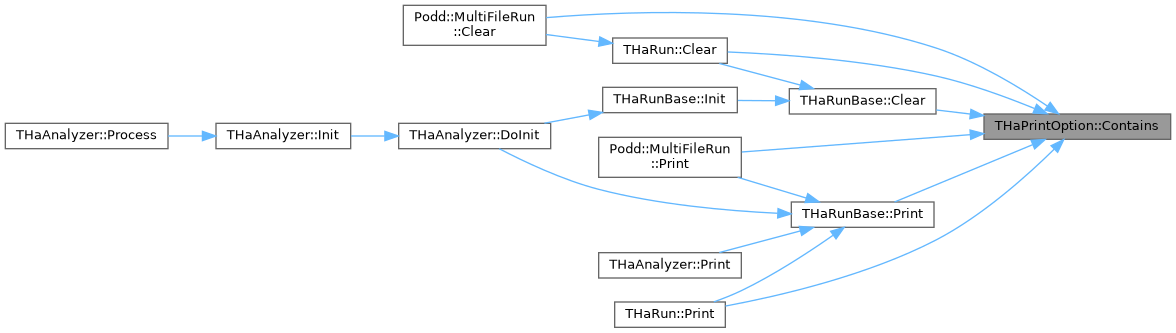 Podd::MultiFileRun
::Clear
THaRun::Clear
THaRunBase::Init
THaRunBase::Clear
THaPrintOption::Contains
THaAnalyzer::Process
THaAnalyzer::Init
THaAnalyzer::DoInit
Podd::MultiFileRun
::Print
THaRunBase::Print
THaAnalyzer::Print
THaRun::Print